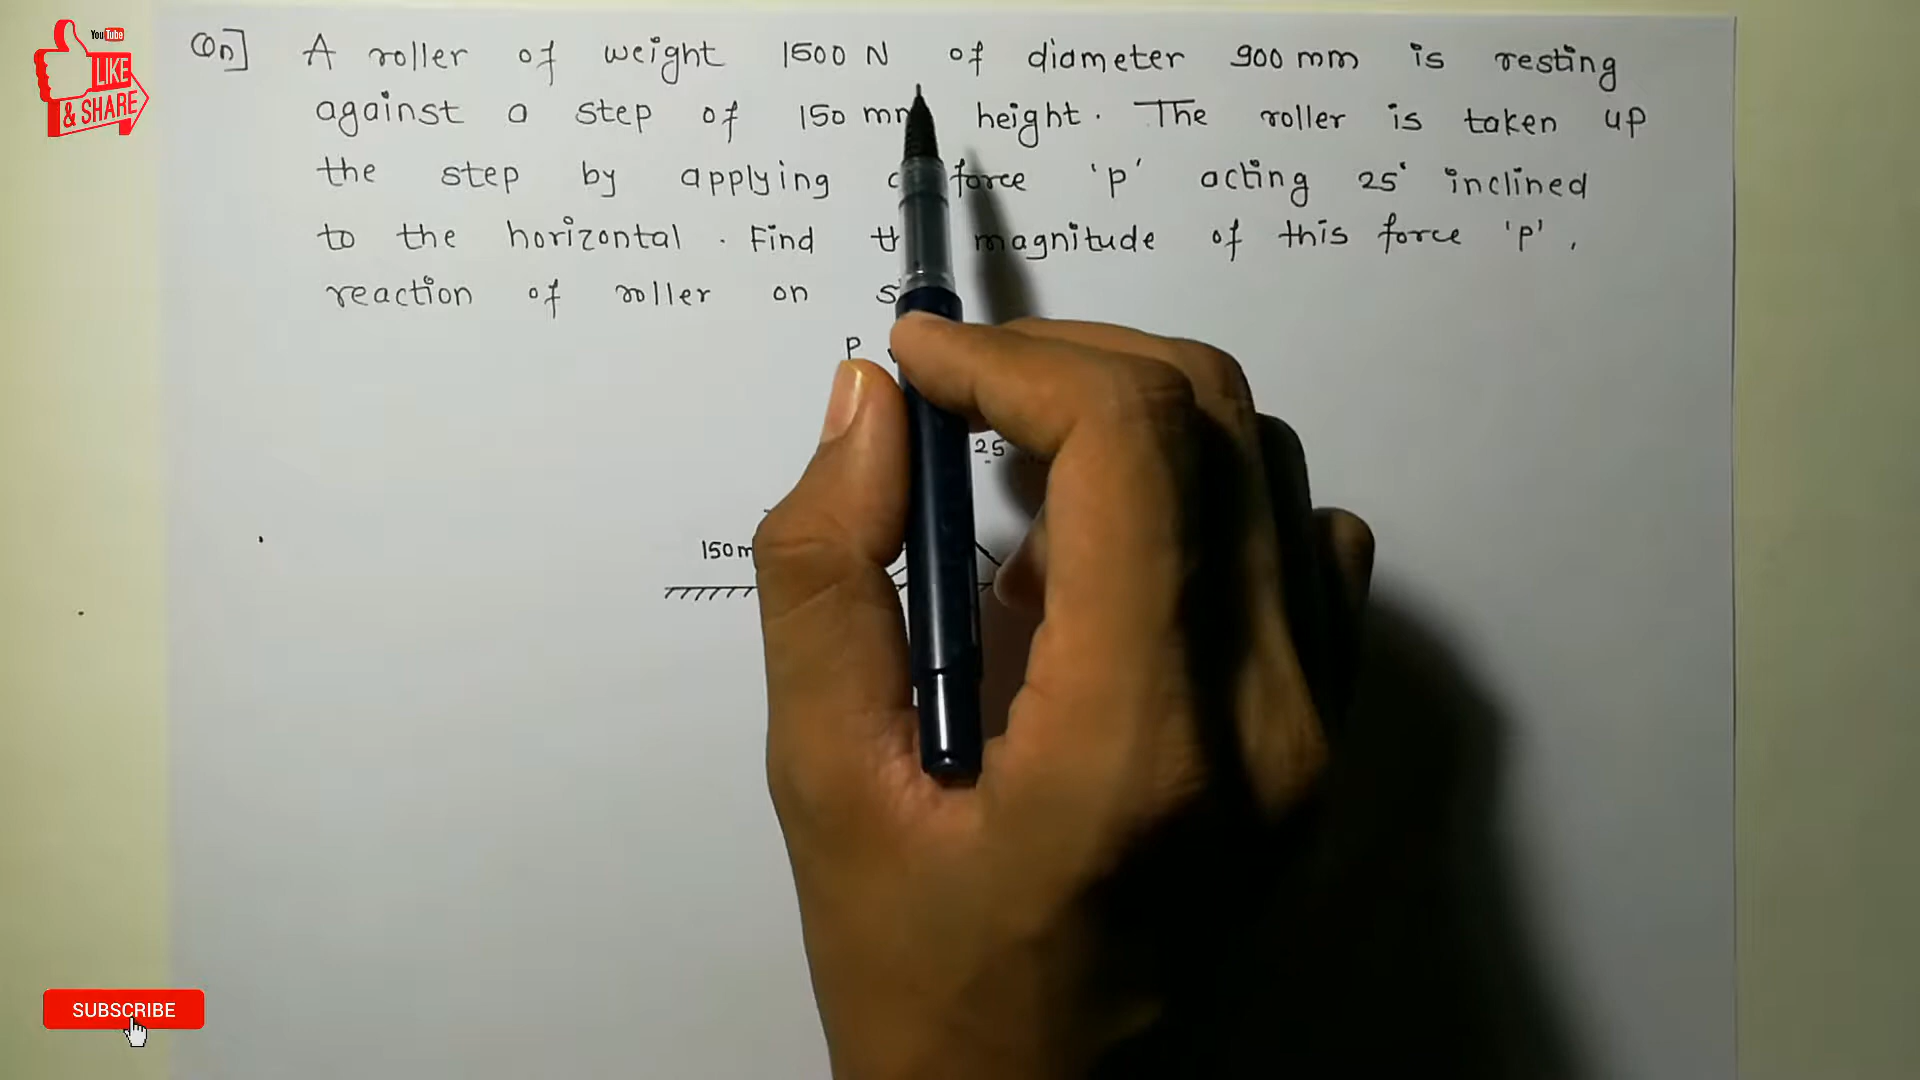 YouTube
LIKE
& SHARE
Qn] A roller of weight 1500 N of diameter 900 mm is resting
against a step of 150 mm height. The roller is taken up
the step by applying force 'p' acting 25° inclined
to the horizontal. Find magnitude of this force 'p',
reaction of roller on
P
25
150 m
SUBSCRIBE